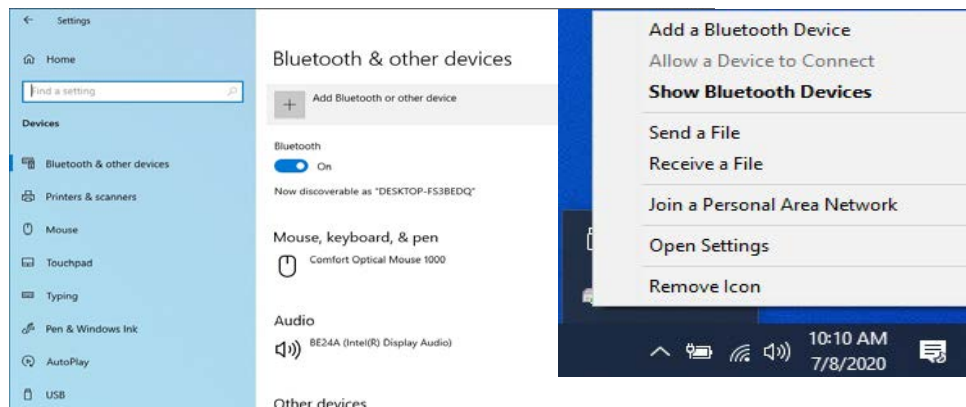 Settings
Home
Find a setting
Devices
Bluetooth & other devices
Printers & scanners
Mouse
Touchpad
Typing
Pen & Windows Ink
AutoPlay
USB
Bluetooth & other devices
Add Bluetooth or other device
Bluetooth
On
Now discoverable as "DESKTOP-FS3BEDQ"
Mouse, keyboard, & pen
Comfort Optical Mouse 1000
Audio
BE24A (Intel(R) Display Audio)
Other devices
Add a Bluetooth Device
Allow a Device to Connect
Show Bluetooth Devices
Send a File
Receive a File
Join a Personal Area Network
Open Settings
Remove Icon
10:10 AM
7/8/2020